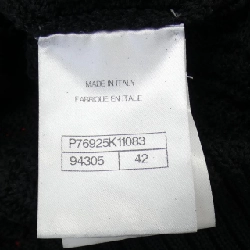 MADE IN ITALY
FABRIQUE EN ITALIE
P76925K11083
94305 42